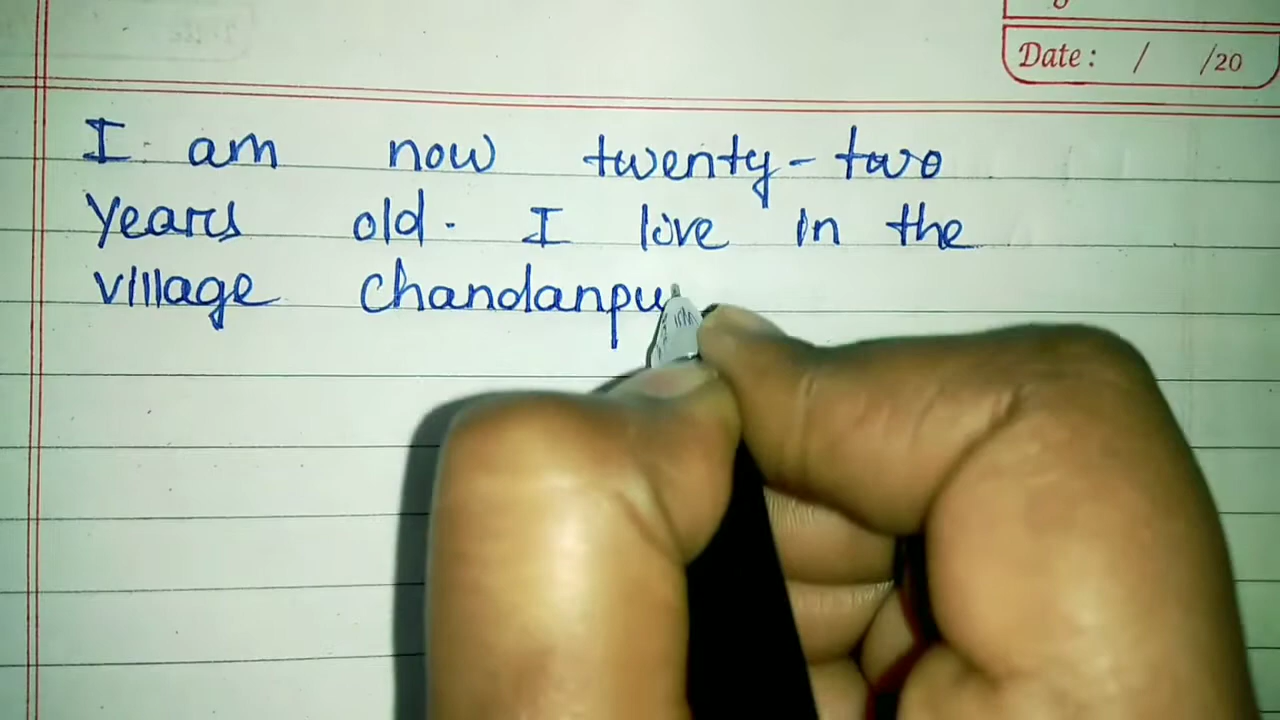 Date: / /20
I am now twenty-two
years old. I love in the
village Chandanpu